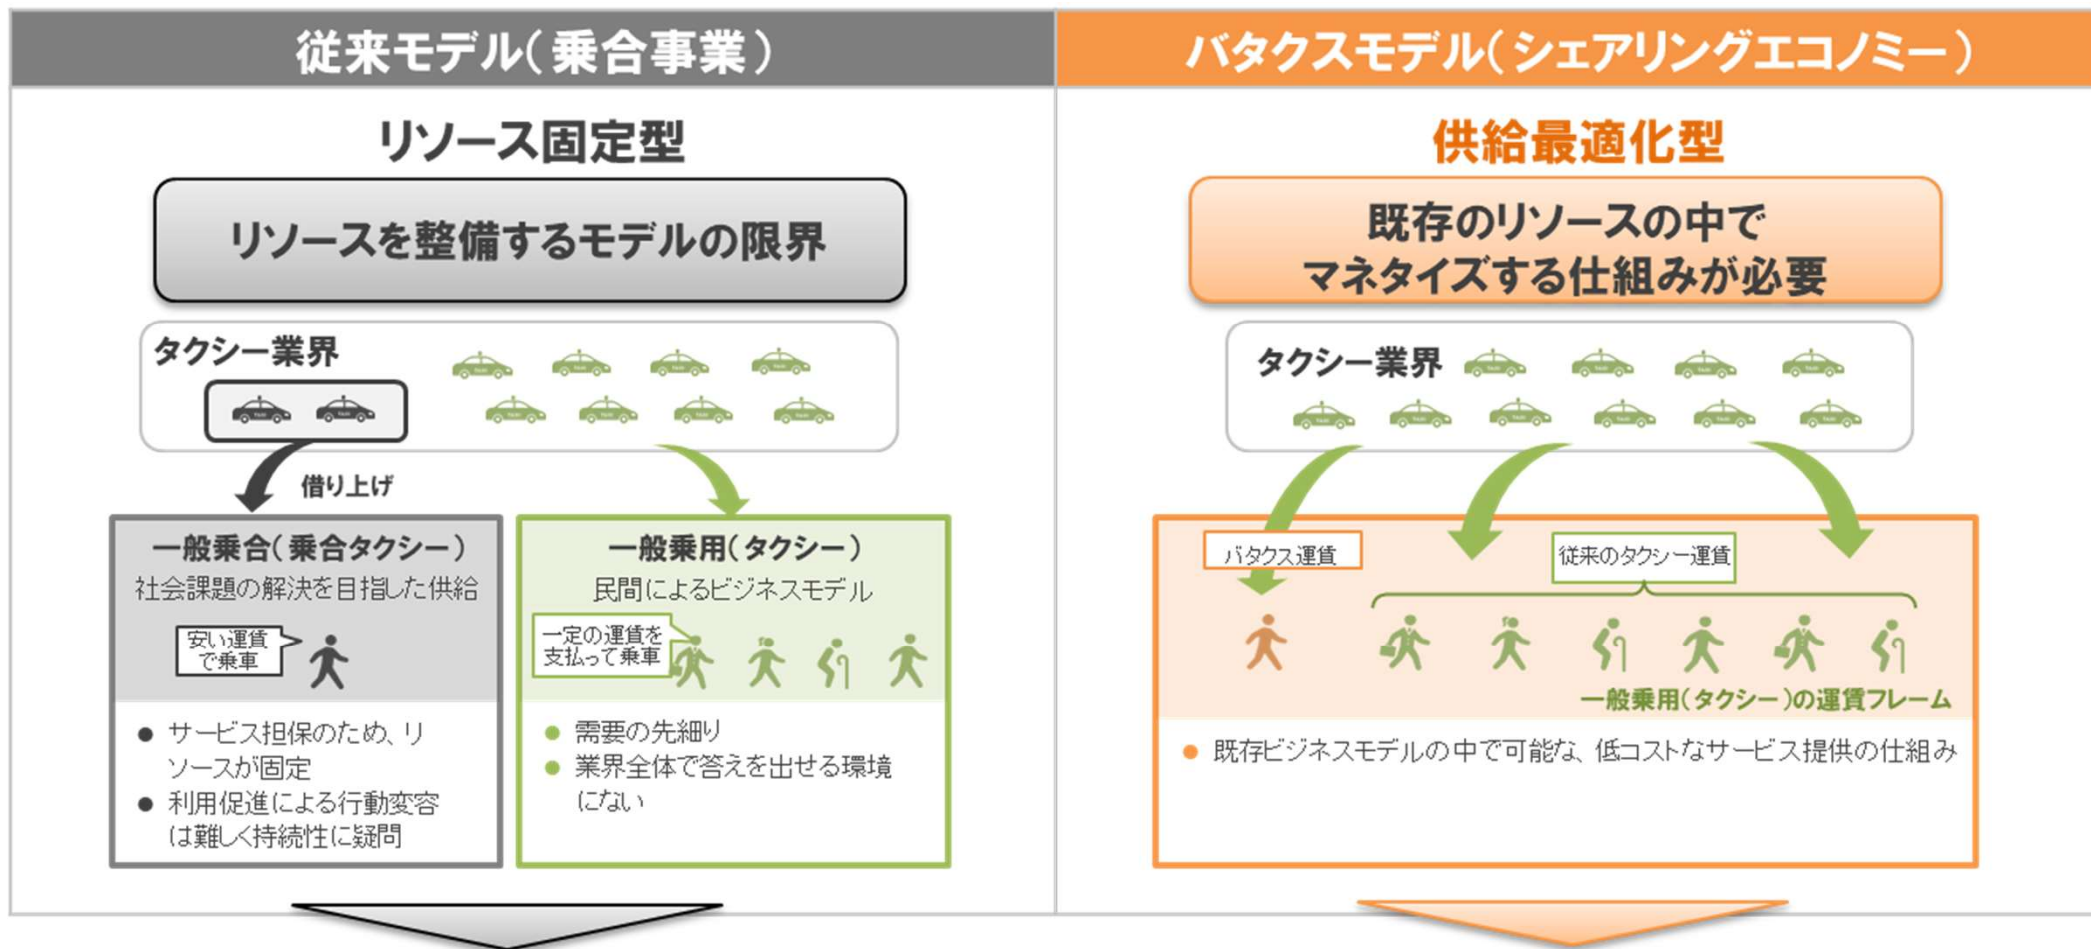 従来モデル（乗合事業）
リソース固定型
リソースを整備するモデルの限界
タクシー業界
借り上げ
一般乗合（乗合タクシー）
社会課題の解決を目指した供給
安い運賃
で乗車
● サービス担保のため、リ
ソースが固定
● 利用促進による行動変容
は難しく持続性に疑問
一般乗用（タクシー）
民間によるビジネスモデル
一定の運賃を
支払って乗車
● 需要の先細り
● 業界全体で答えを出せる環境
にない
バタクスモデル（シェアリングエコノミー）
供給最適化型
既存のリソースの中で
マネタイズする仕組みが必要
タクシー業界
バタクス運賃
従来のタクシー運賃
一般乗用（タクシー）の運賃フレーム
● 既存ビジネスモデルの中で可能な、低コストなサービス提供の仕組み